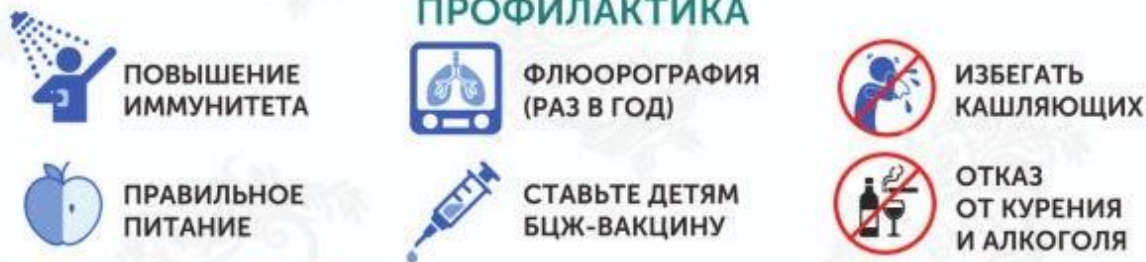 ПРОФИЛАКТИКА
ПОВЫШЕНИЕ
ИММУНИТЕТА
ФЛЮОРОГРАФИЯ
(РАЗ В ГОД)
ИЗБЕГАТЬ
КАШЛЯЮЩИХ
ПРАВИЛЬНОЕ
ПИТАНИЕ
СТАВЬТЕ ДЕТЯМ
БЦЖ-ВАКЦИНУ
ОТКАЗ
ОТ КУРЕНИЯ
И АЛКОГОЛЯ